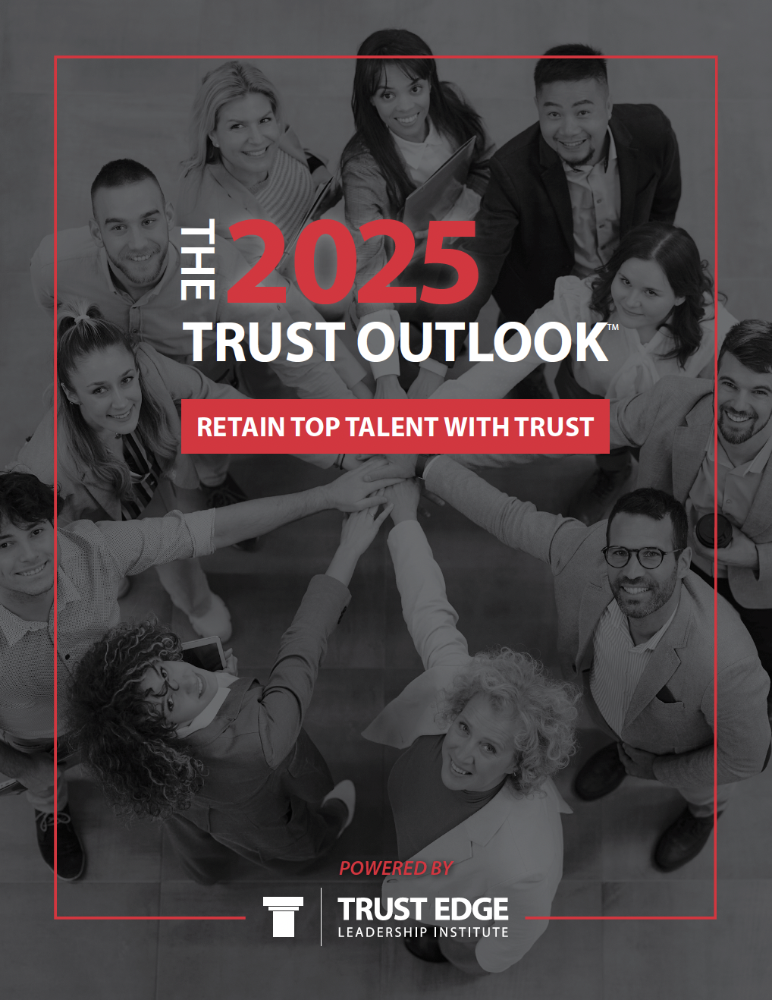 THE 2025
TRUST OUTLOOK™
RETAIN TOP TALENT WITH TRUST
POWERED BY
TRUST EDGE
LEADERSHIP INSTITUTE